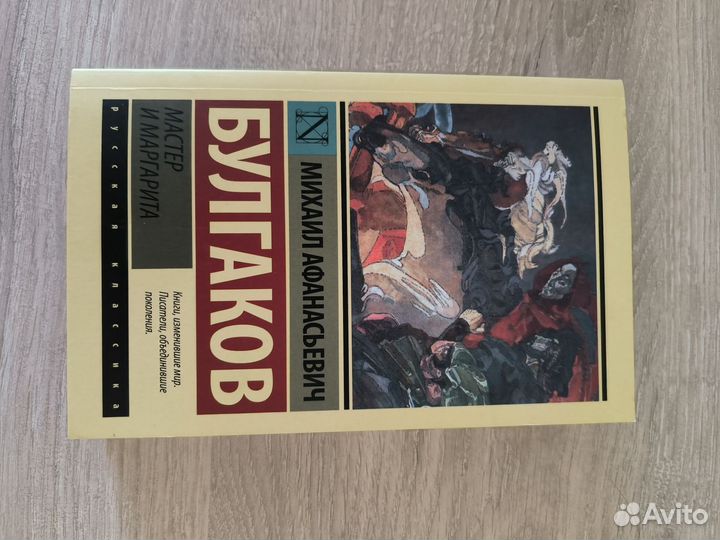 N
МИХАИЛ АФАНАСЬЕВИЧ
БУЛГАКОВ
МАСТЕР
И МАРГАРИТА
Книги, изменившие мир.
Писатели, объединившие
поколения.
русская классика
Avito